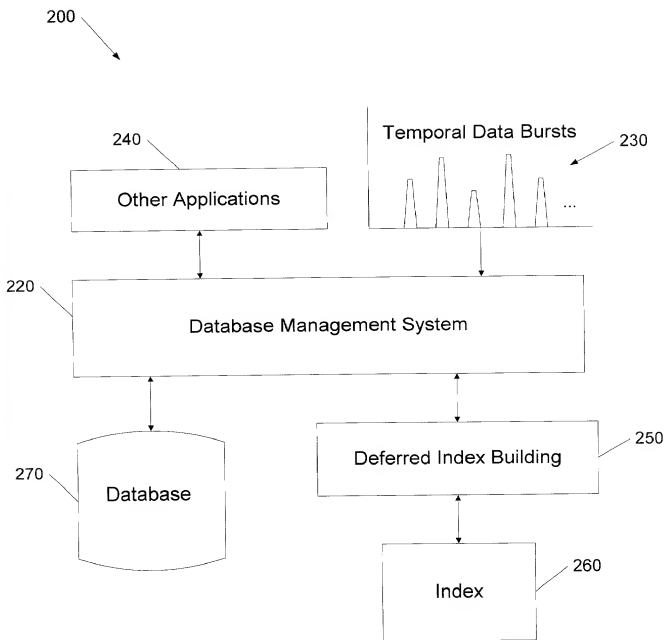 200
Temporal Data Bursts
230
...
240
Other Applications
220
Database Management System
Deferred Index Building
250
270
Database
Index
260